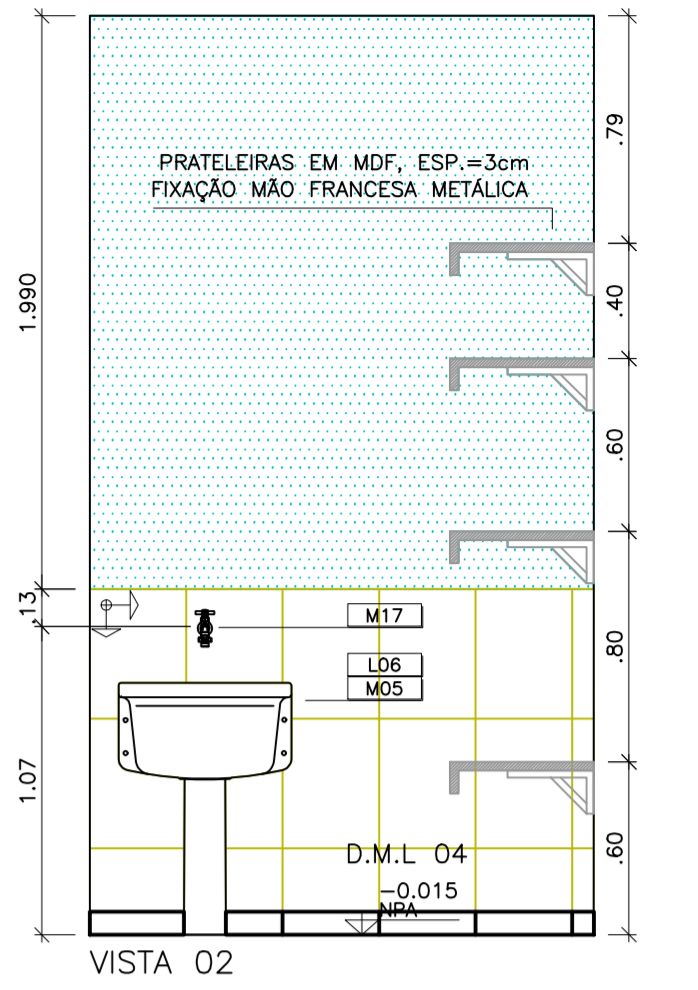 .79
PRATELEIRAS EM MDF, ESP.=3cm
FIXAÇÃO MÃO FRANCESA METÁLICA
1.990
.40
.60
.13
M17
.80
L06
M05
1.07
D.M.L 04
.60
-0.015
NPA
VISTA 02